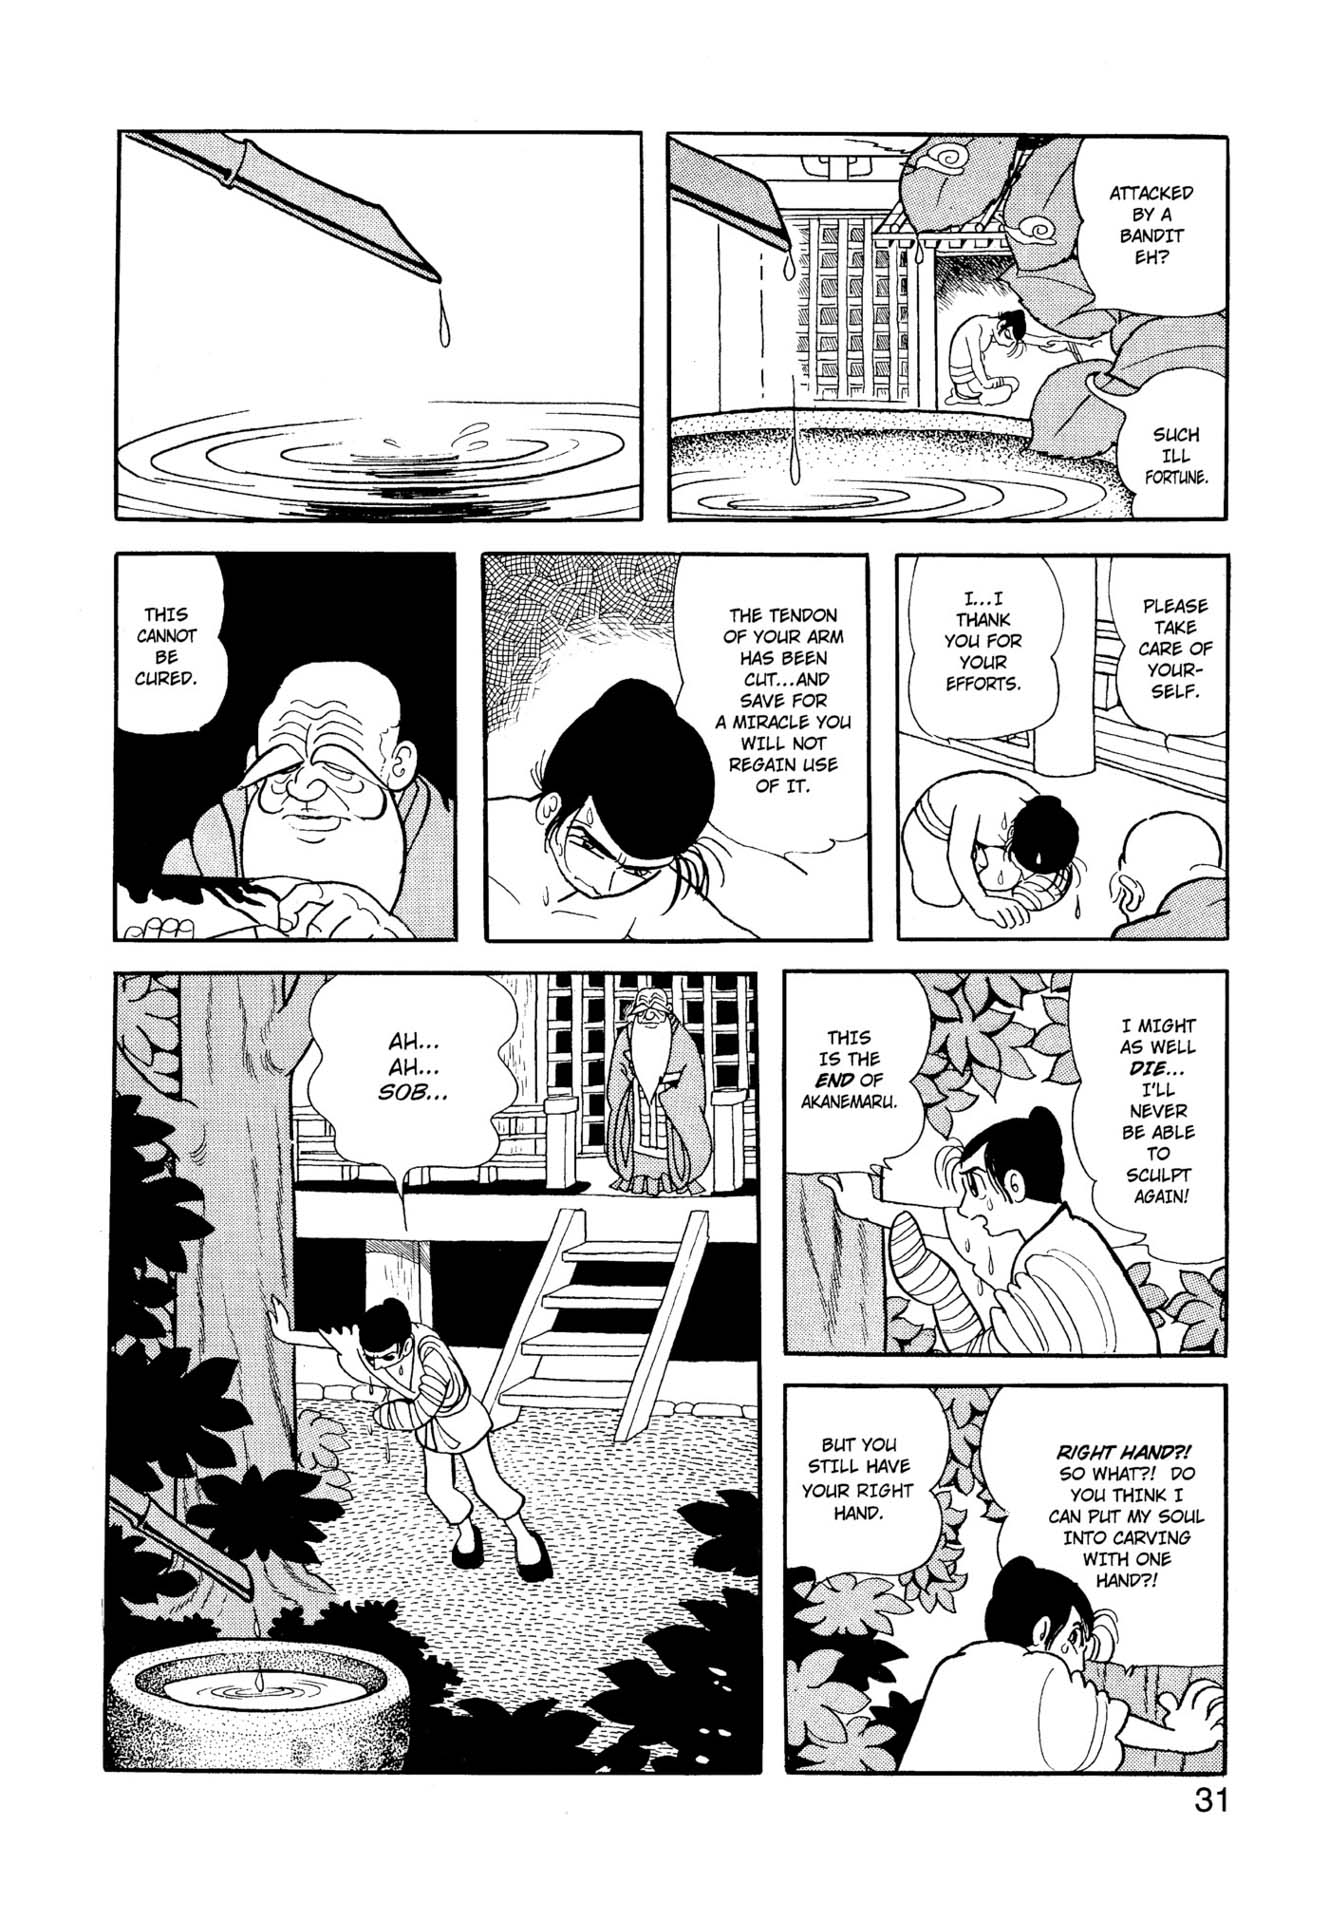 ATTACKED
BY A
BANDIT
EH?
SUCH
ILL
FORTUNE.
THIS
CANNOT
BE
CURED.
THE TENDON
OF YOUR ARM
HAS BEEN
CUT...AND
SAVE FOR
A MIRACLE YOU
WILL NOT
REGAIN USE
OF IT.
I...I
THANK
YOU FOR
YOUR
EFFORTS.
PLEASE
TAKE
CARE OF
YOUR-
SELF.
AH...
AH...
SOB...
THIS
IS THE
END OF
AKANEMARU.
I MIGHT
AS WELL
DIE...
I'LL
NEVER
BE ABLE
TO
SCULPT
AGAIN!
BUT YOU
STILL HAVE
YOUR RIGHT
HAND.
RIGHT HAND?!
SO WHAT?! DO
YOU THINK I
CAN PUT MY SOUL
INTO CARVING
WITH ONE
HAND?!
31